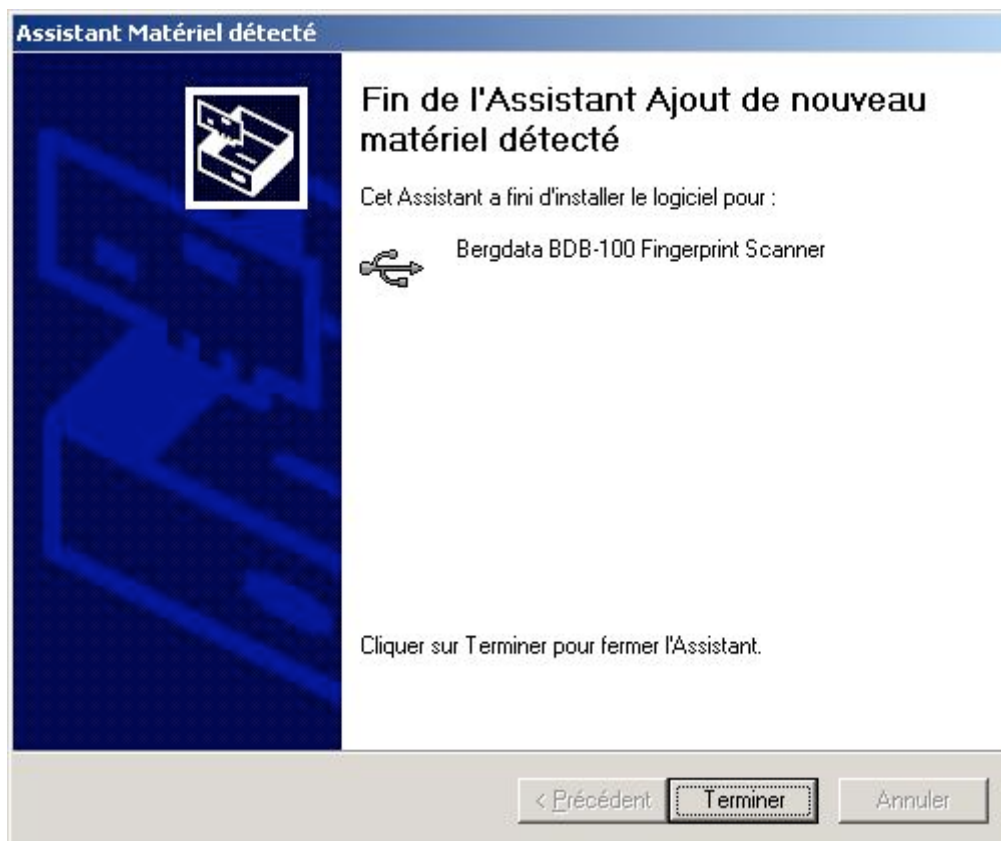 Assistant Matériel détecté
Fin de l'Assistant Ajout de nouveau
matériel détecté
Cet Assistant a fini d'installer le logiciel pour :
Bergdata BDB-100 Fingerprint Scanner
Cliquer sur Terminer pour fermer l'Assistant.
< Précédent Terminer Annuler